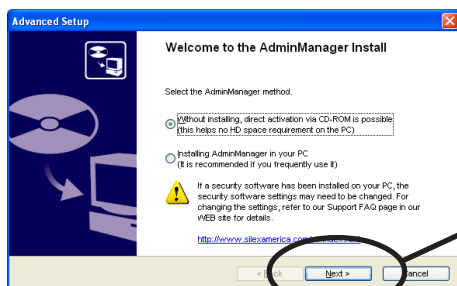 Advanced Setup
Welcome to the AdminManager Install
Select the AdminManager method.
Without installing, direct activation via CD-ROM is possible
(this helps no HD space requirement on the PC)
Installing AdminManager in your PC
(It is recommended if you frequently use it)
If a security software has been installed on your PC, the
security software settings may need to be changed. For
changing the settings, refer to our Support FAQ page in our
WEB site for details.
http://www.silexamerica.com
< Back Next > Cancel